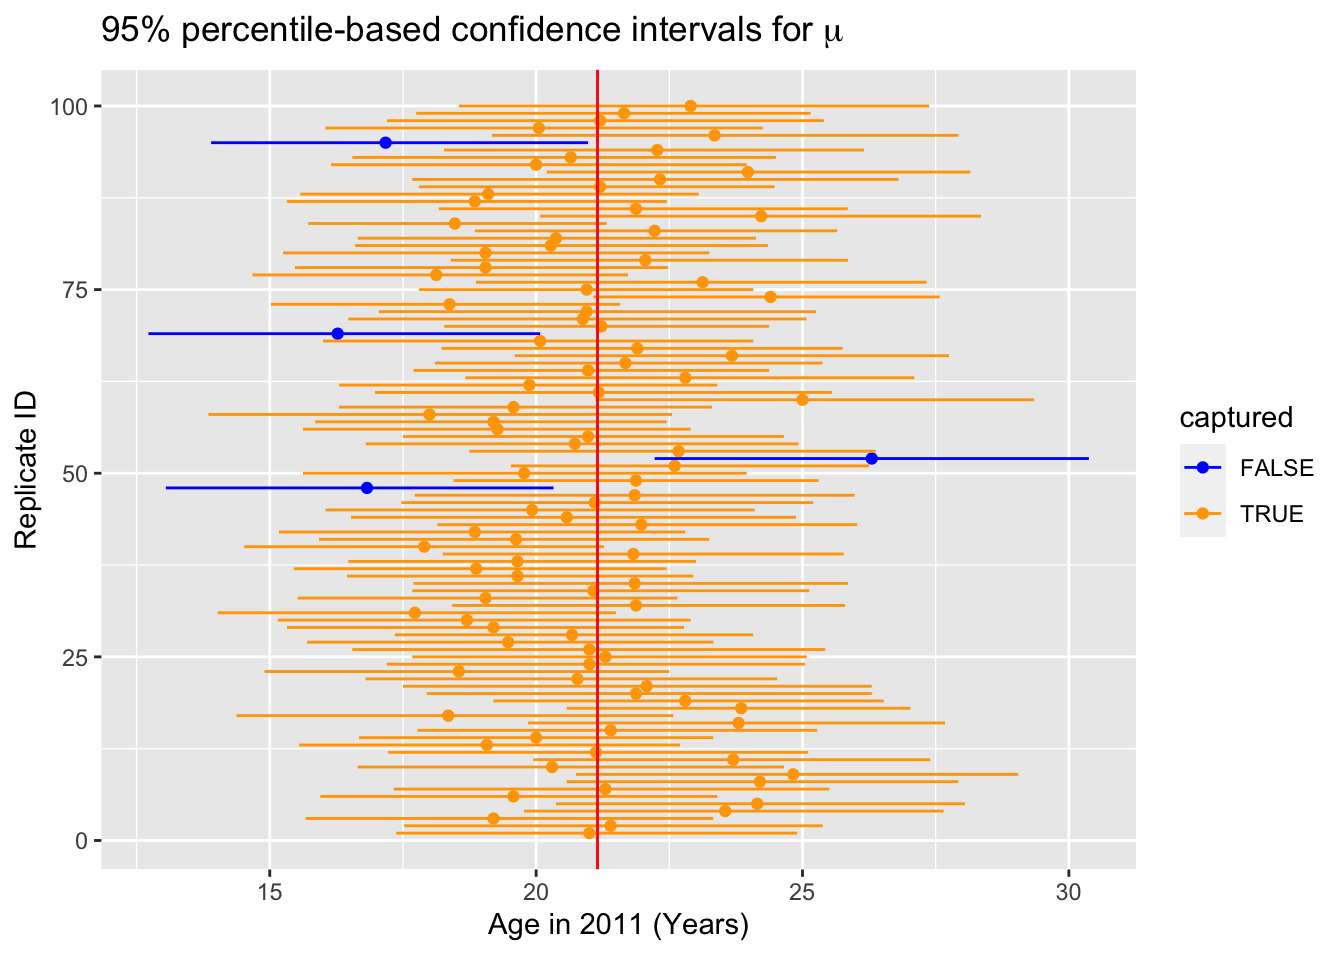 95% percentile-based confidence intervals for μ
100
75
50
25
0
Replicate ID
15 20 25 30
Age in 2011 (Years)
captured
FALSE
TRUE